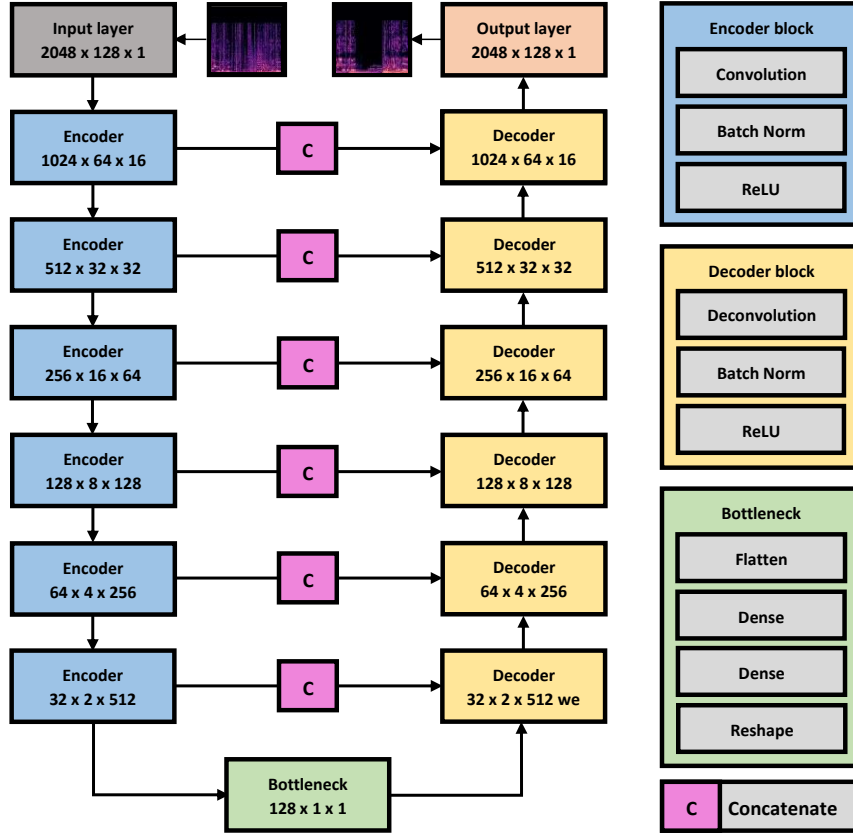 Input layer
2048 x 128 x 1
Output layer
2048 x 128 x 1
Encoder
1024 x 64 x 16
C
Decoder
1024 x 64 x 16
Encoder
512 x 32 x 32
C
Decoder
512 x 32 x 32
Encoder
256 x 16 x 64
C
Decoder
256 x 16 x 64
Encoder
128 x 8 x 128
C
Decoder
128 x 8 x 128
Encoder
64 x 4 x 256
C
Decoder
64 x 4 x 256
Encoder
32 x 2 x 512
C
Decoder
32 x 2 x 512 we
Bottleneck
128 x 1 x 1
Encoder block
Convolution
Batch Norm
ReLU
Decoder block
Deconvolution
Batch Norm
ReLU
Bottleneck
Flatten
Dense
Dense
Reshape
C Concatenate